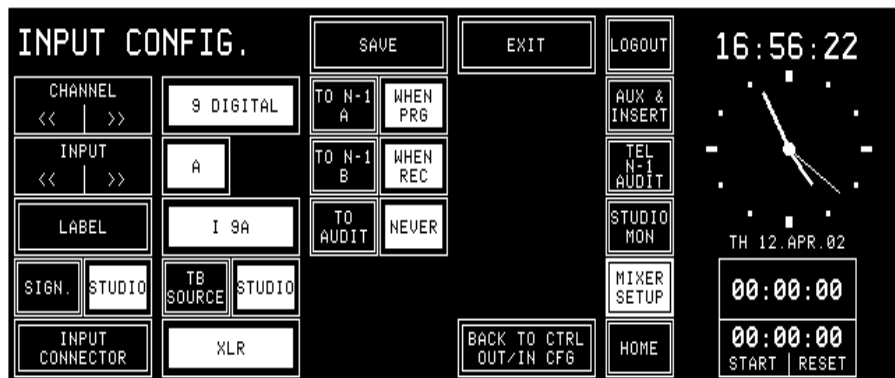 INPUT CONFIG.
SAVE
EXIT
LOGOUT
16:56:22
CHANNEL
<< | >>
9 DIGITAL
TO N-1
A
WHEN
PRG
AUX &
INSERT
INPUT
<< | >>
A
TO N-1
B
WHEN
REC
TEL
N-1
AUDIT
LABEL
I 9A
TO
AUDIT
NEVER
STUDIO
MON
TH 12.APR.02
SIGN.
STUDIO
TB
SOURCE
STUDIO
MIXER
SETUP
00:00:00
INPUT
CONNECTOR
XLR
BACK TO CTRL
OUT/IN CFG
HOME
00:00:00
START | RESET